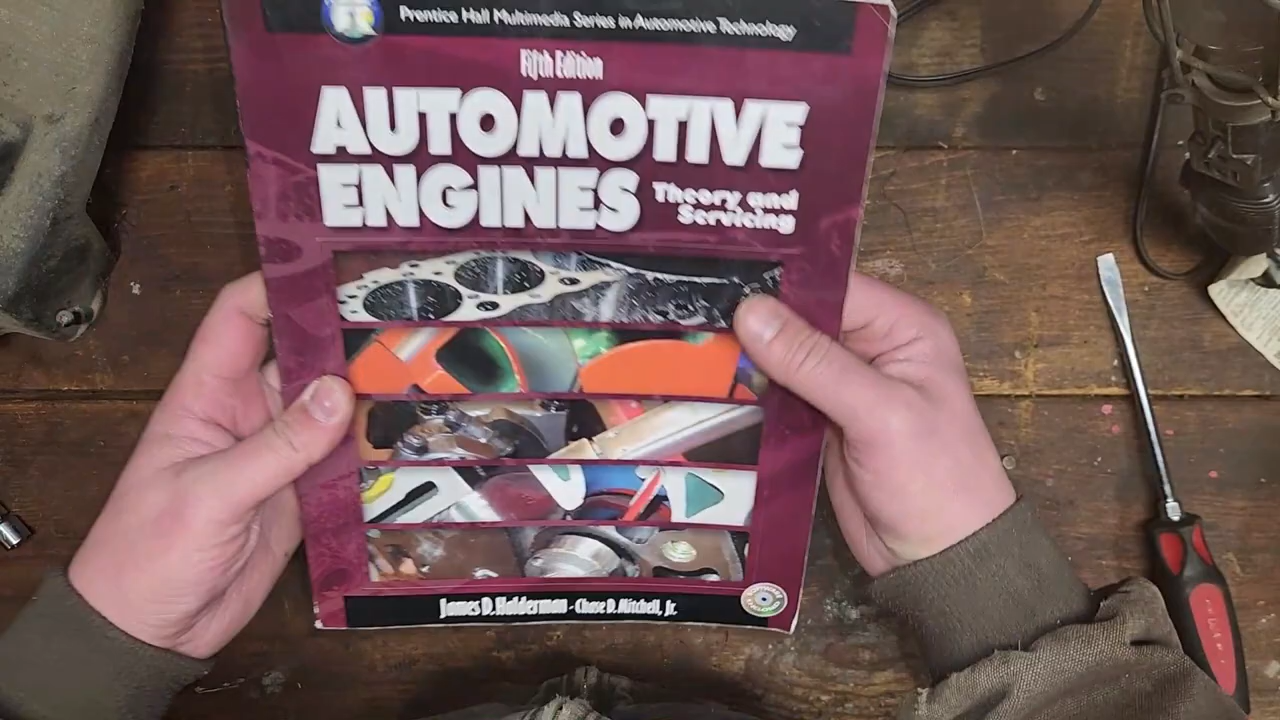 Prentice Hall Multimedia Series in Automotive Technology
Fifth Edition
AUTOMOTIVE
ENGINES
Theory and
Servicing
James D. Halderman - Chase D. Mitchell, Jr.